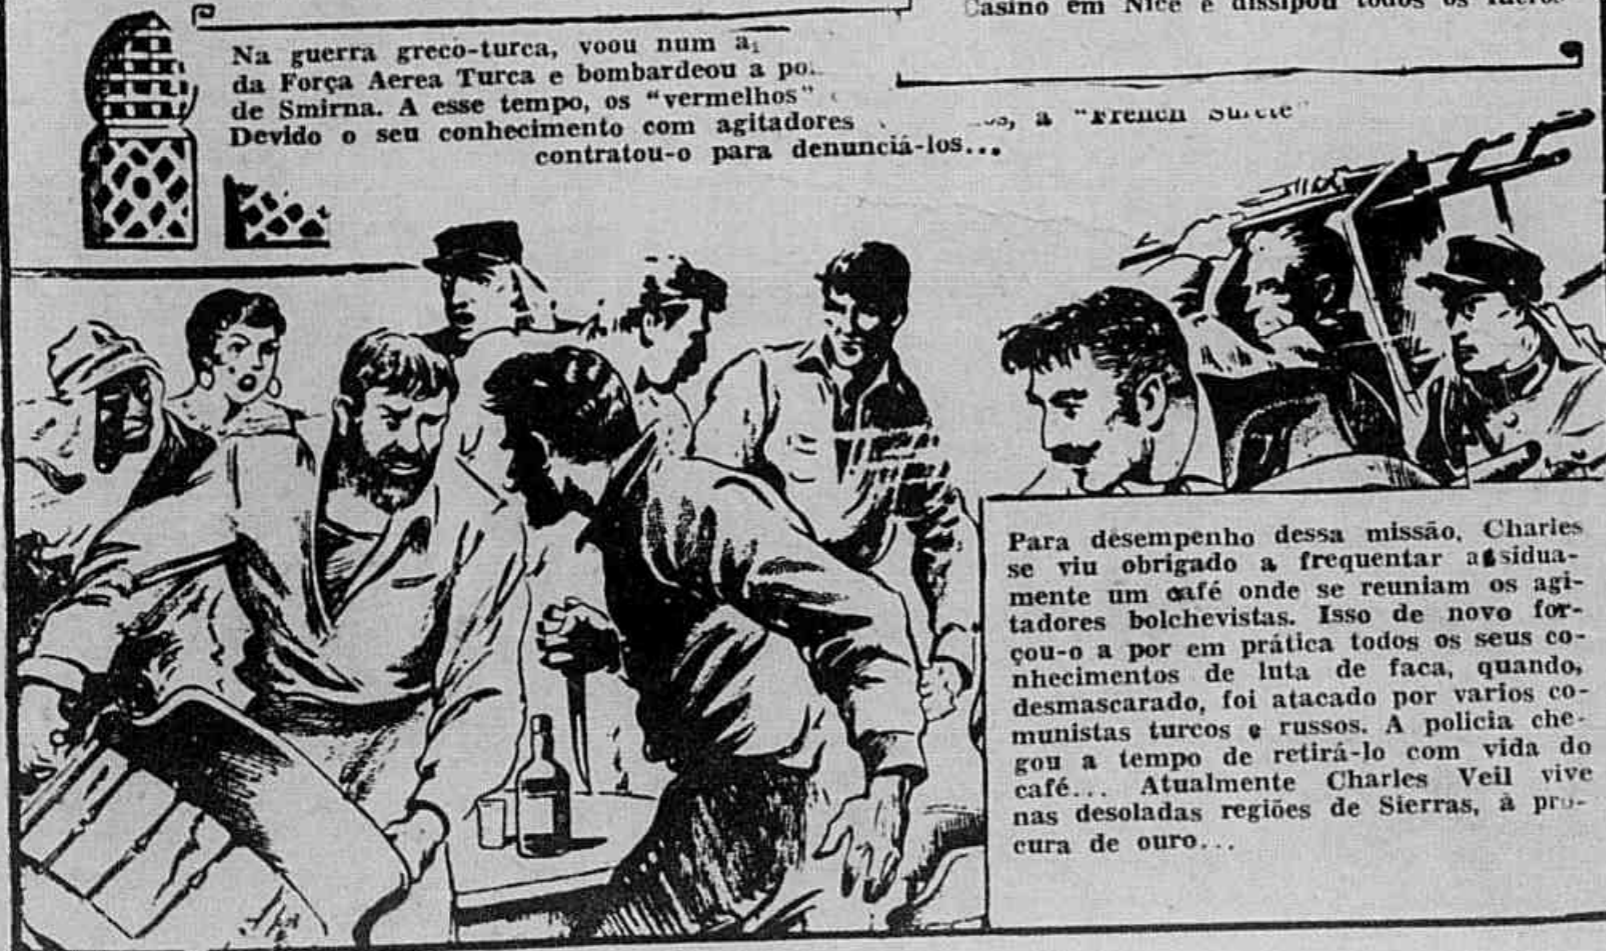 Casino em Nice e dissipou todos os
Na guerra greco-turca, voou num
da Força Aerea Turca e bombardeou a
de Smirna. A esse tempo, os "vermelhos"
Devido o seu conhecimento com agitadores a "French
contratou-o para denunciá-los...
Para desempenho dessa missão, Charles
se viu obrigado a frequentar assidua-
mente um café onde se reuniam os agi-
tadores bolchevistas. Isso de novo for-
çou-o a por em prática todos os seus co-
nhecimentos de luta de faca, quando,
desmascarado, foi atacado por varios co-
munistas turcos e russos. A policia che-
gou a tempo de retirá-lo com vida do
café... Atualmente Charles Veil vive
nas desoladas regiões de Sierras, à pro-
cura de ouro...